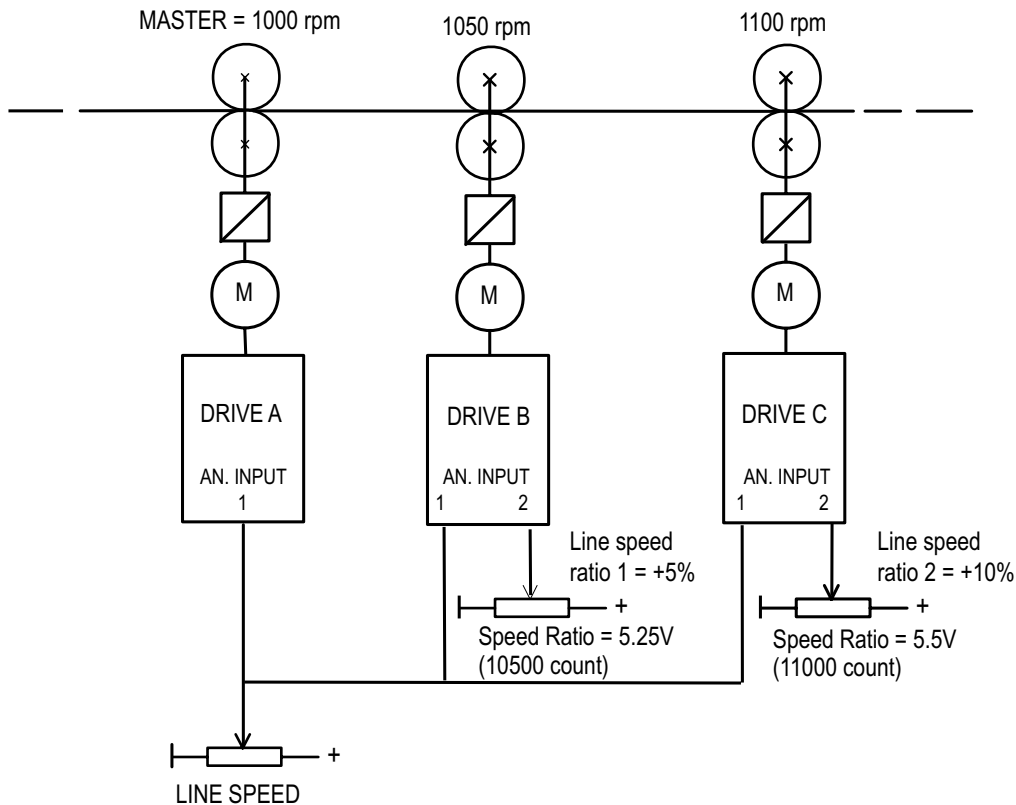 MASTER = 1000 rpm
1050 rpm
1100 rpm
M
M
M
DRIVE A
AN. INPUT
1
DRIVE B
AN. INPUT
1 2
DRIVE C
AN. INPUT
1 2
Line speed
ratio 1 = +5%
+
Speed Ratio = 5.25V
(10500 count)
Line speed
ratio 2 = +10%
+
Speed Ratio = 5.5V
(11000 count)
+
LINE SPEED